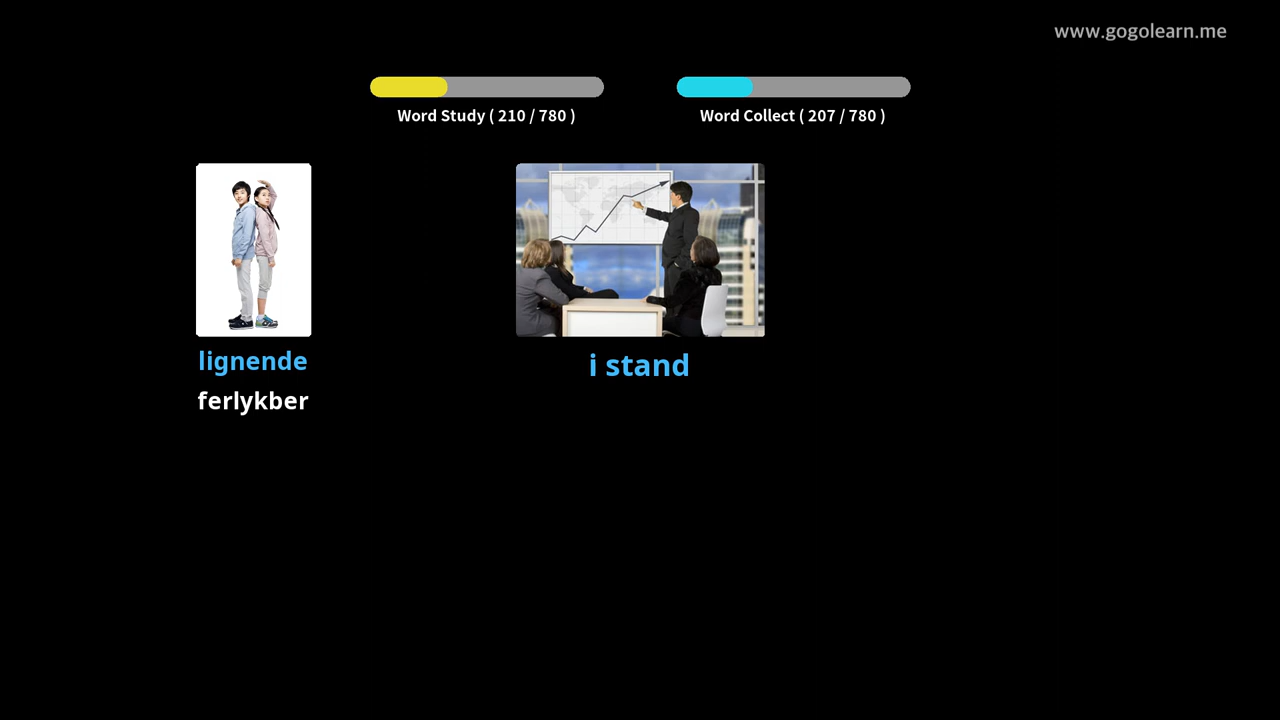 www.gogolearn.me
Word Study ( 210 / 780 )
Word Collect ( 207 / 780 )
lignende
ferlykber
i stand